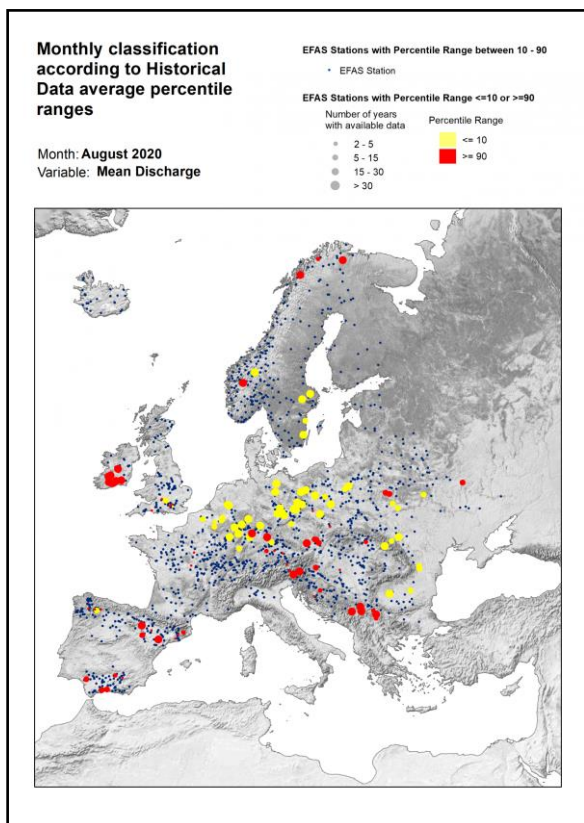 Monthly classification
according to Historical
Data average percentile
ranges
Month: August 2020
Variable: Mean Discharge
EFAS Stations with Percentile Range between 10 - 90
EFAS Station
EFAS Stations with Percentile Range <=10 or >=90
Number of years
with available data
2 - 5
5 - 15
15 - 30
> 30
Percentile Range
<= 10
>= 90